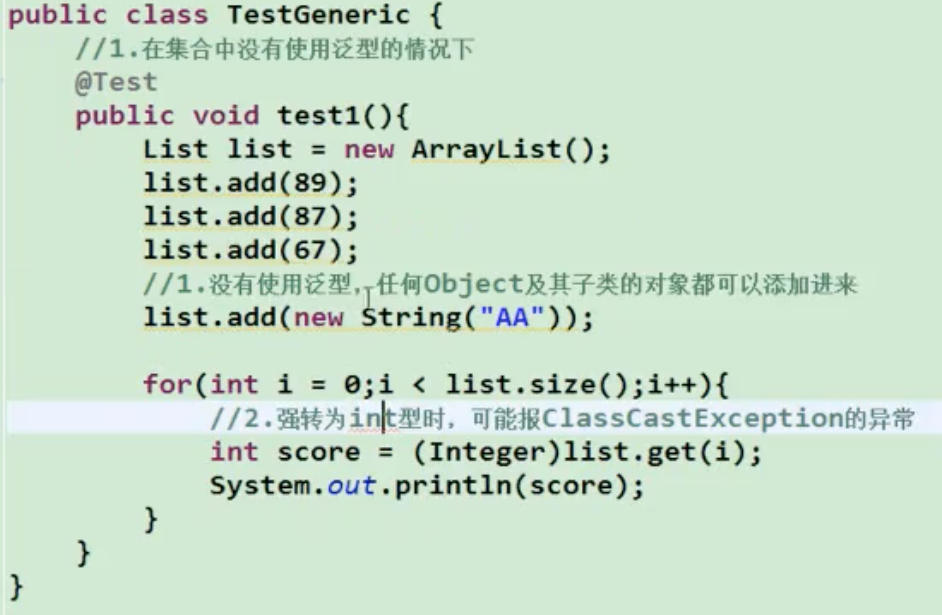 public class TestGeneric {
//1.在集合中没有使用泛型的情况下
@Test
public void test1(){
List list = new ArrayList();
list.add(89);
list.add(87);
list.add(67);
//1.没有使用泛型，任何Object及其子类的对象都可以添加进来
list.add(new String("AA"));
for(int i = 0;i < list.size();i++){
//2.强转为int型时，可能报ClassCastException的异常
int score = (Integer)list.get(i);
System.out.println(score);
}
}
}